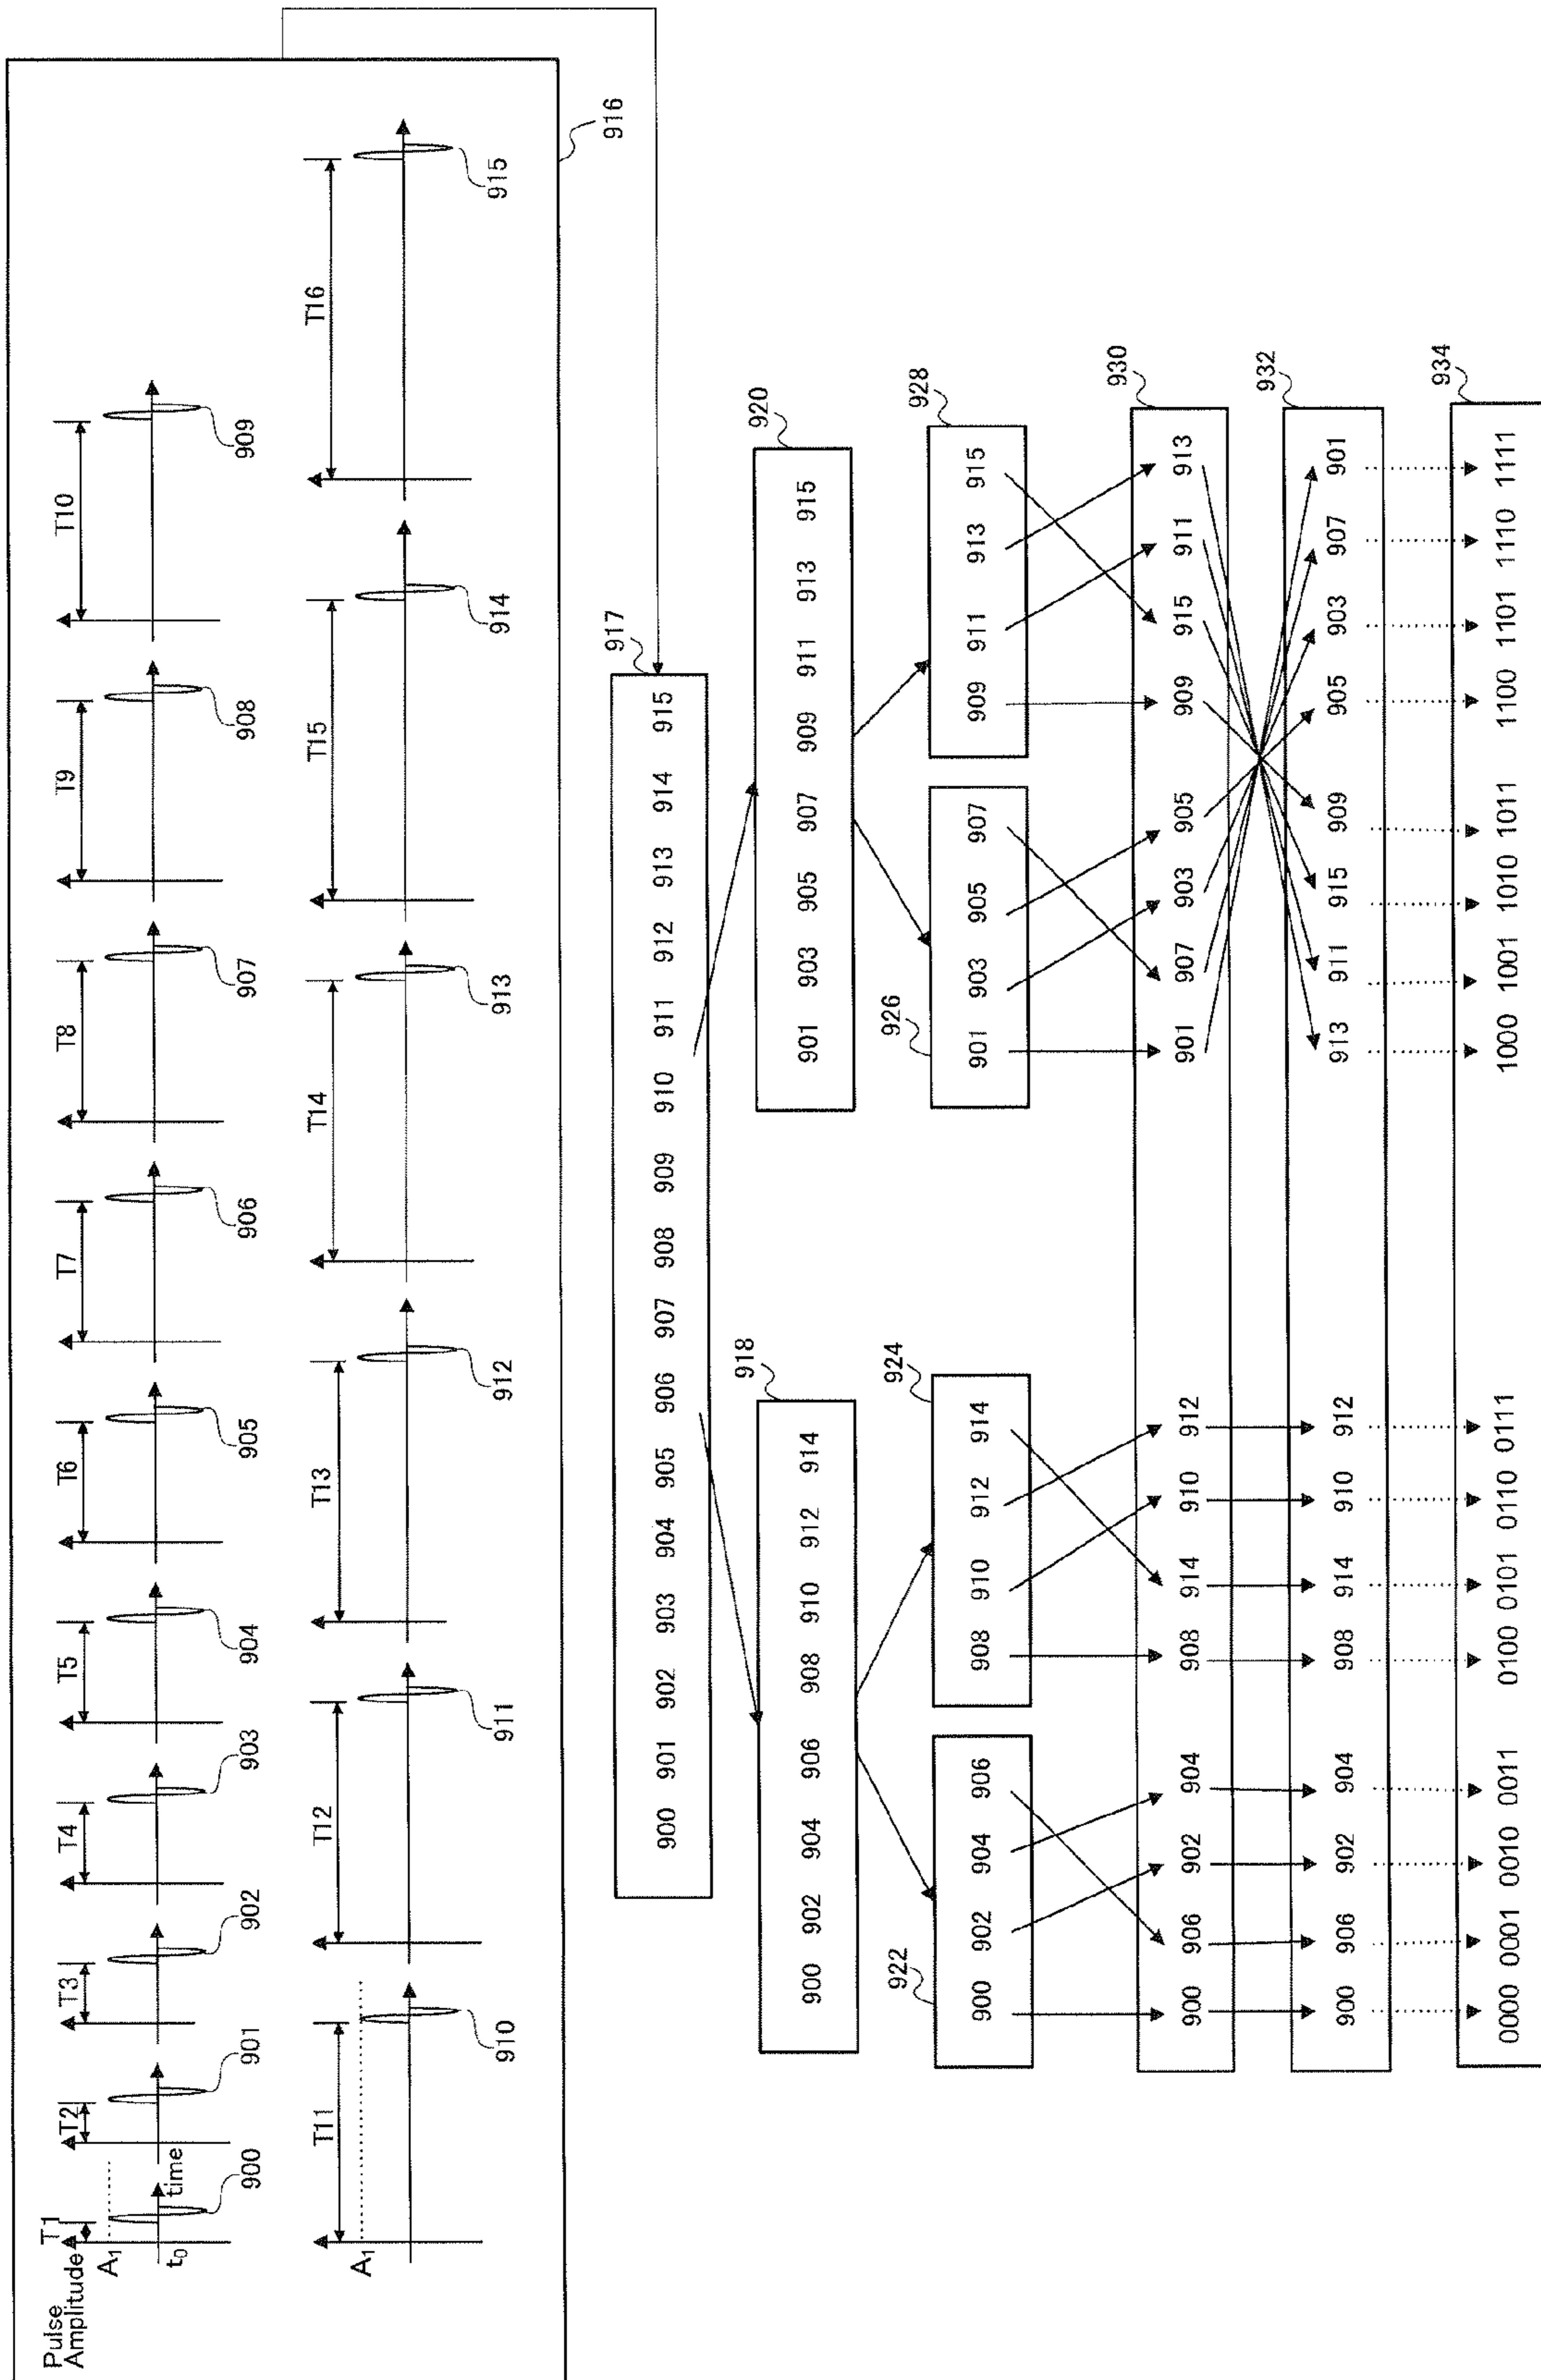 Pulse
Amplitude
A₁
t₀
time
T1 T2 T3 T4 T5 T6 T7 T8 T9 T10
900 901 902 903 904 905 906 907 908 909
A₁
T11 T12 T13 T14 T15 T16
910 911 912 913 914 915
916
917
900 901 902 903 904 905 906 907 908 909 910 911 912 913 914 915
918
900 902 904 906 908 910 912 914
920
901 903 905 907 909 911 913 915
922
900 902 904 906
924
908 910 912 914
926
901 903 905 907
928
909 911 913 915
930
900 906 902 904 908 914 910 912 901 907 903 905 909 915 911 913
932
900 906 902 904 908 914 910 912 913 911 915 909 905 903 907 901
934
0000 0001 0010 0011 0100 0101 0110 0111 1000 1001 1010 1011 1100 1101 1110 1111